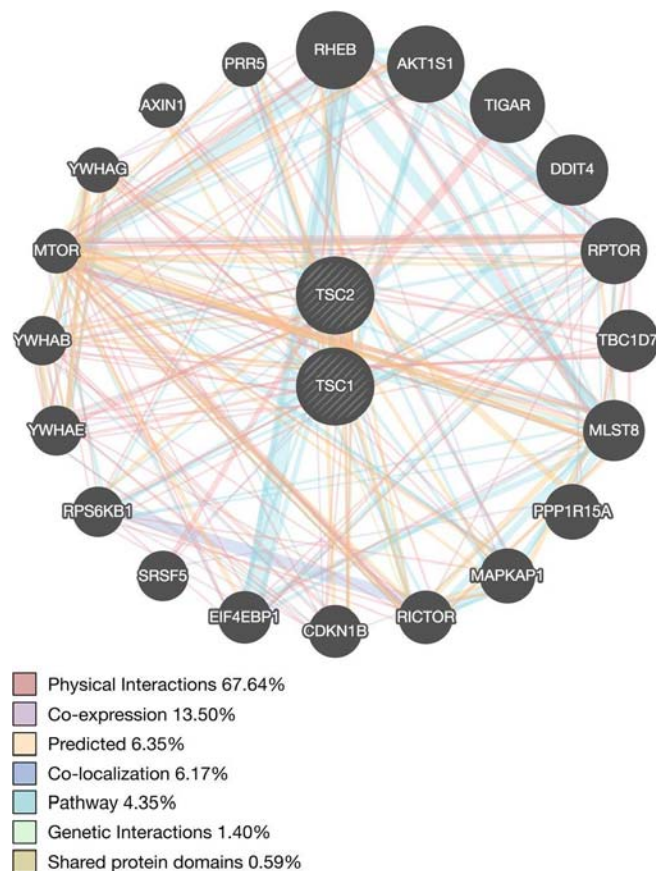 RHEB
AKT1S1
PRR5
TIGAR
AXIN1
DDIT4
YWHAG
MTOR
RPTOR
TSC2
YWHAB
TBC1D7
TSC1
YWHAE
MLST8
RPS6KB1
PPP1R15A
SRSF5
MAPKAP1
EIF4EBP1
CDKN1B
RICTOR
Physical Interactions 67.64%
Co-expression 13.50%
Predicted 6.35%
Co-localization 6.17%
Pathway 4.35%
Genetic Interactions 1.40%
Shared protein domains 0.59%